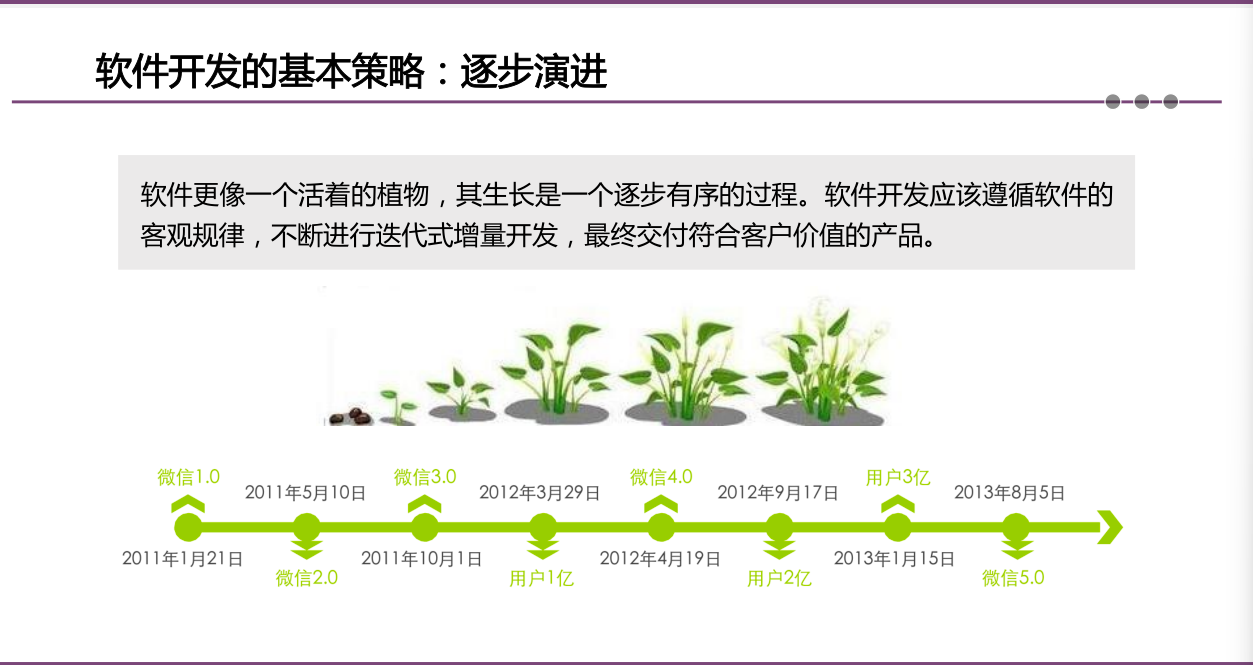 软件开发的基本策略：逐步演进
软件更像一个活着的植物，其生长是一个逐步有序的过程。软件开发应该遵循软件的
客观规律，不断进行迭代式增量开发，最终交付符合客户价值的产品。
微信1.0
2011年1月21日
2011年5月10日
微信2.0
微信3.0
2011年10月1日
2012年3月29日
用户1亿
微信4.0
2012年4月19日
2012年9月17日
用户2亿
用户3亿
2013年1月15日
2013年8月5日
微信5.0